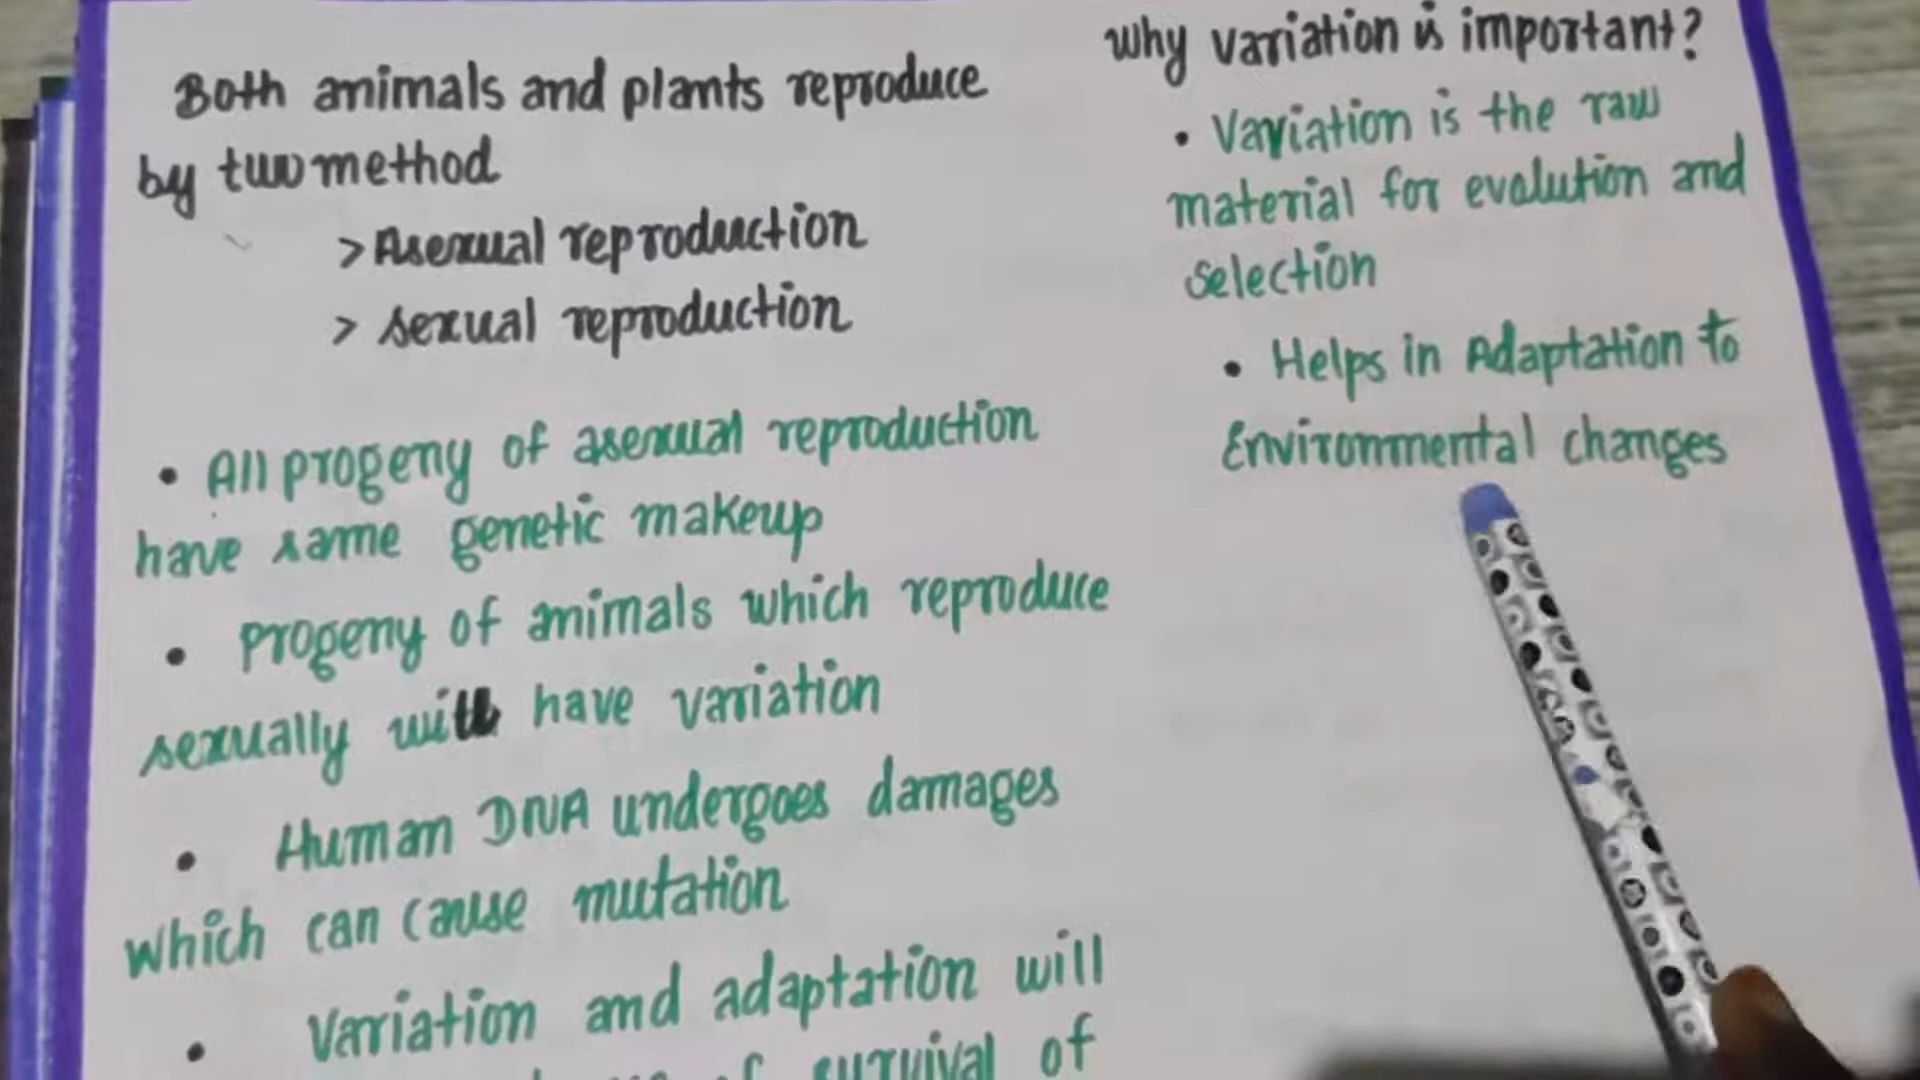 Both animals and plants reproduce
by two method
> Asexual reproduction
> sexual reproduction
• All progeny of asexual reproduction
have same genetic makeup
• progeny of animals which reproduce
sexually will have variation
• Human DNA undergoes damages
which can cause mutation
• Variation and adaptation will
of survival of
Why variation is important?
• Variation is the raw
material for evolution and
selection
• Helps in Adaptation to
Environmental changes